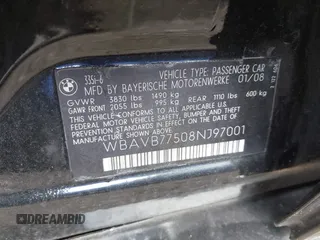 335i-6
VEHICLE TYPE: PASSENGER CAR
MFD BY BAYERISCHE MOTORENWERKE 01/08
GVWR 3830 lbs 1490 kg
GAWR FRONT 2055 lbs 995 kg REAR 1110 lbs 600 kg
THIS VEHICLE CONFORMS TO ALL APPLICABLE
FEDERAL MOTOR VEHICLE SAFETY,
BUMPER, AND THEFT PREVENTION
STANDARDS IN EFFECT ON THE DATE OF
MANUFACTURE SHOWN ABOVE
WBAVB77508NJ97001
DREAMBID